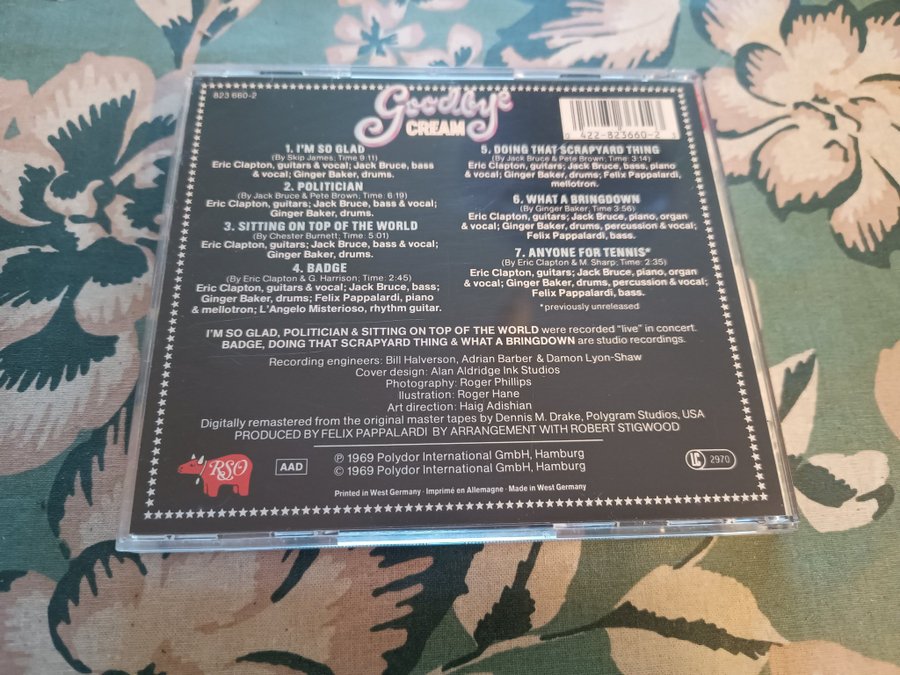 823 660-2
Goodbye
CREAM
0 422-823660-2
1. I'M SO GLAD
(By Skip James; Time 9:11)
Eric Clapton, guitars & vocal; Jack Bruce, bass
& vocal; Ginger Baker, drums.
2. POLITICIAN
(By Jack Bruce & Pete Brown; Time: 6:19)
Eric Clapton, guitars; Jack Bruce, bass & vocal;
Ginger Baker, drums.
3. SITTING ON TOP OF THE WORLD
(By Chester Burnett; Time: 5:01)
Eric Clapton, guitars; Jack Bruce, bass & vocal;
Ginger Baker, drums.
4. BADGE
(By Eric Clapton & G. Harrison; Time: 2:45)
Eric Clapton, guitars & vocal; Jack Bruce, bass;
Ginger Baker, drums; Felix Pappalardi, piano
& mellotron; L'Angelo Misterioso, rhythm guitar.
5. DOING THAT SCRAPYARD THING
(By Jack Bruce & Pete Brown; Time: 3:14)
Eric Clapton, guitars; Jack Bruce, bass, piano
& vocal; Ginger Baker, drums; Felix Pappalardi,
mellotron.
6. WHAT A BRINGDOWN
(By Ginger Baker; Time 3:56)
Eric Clapton, guitars; Jack Bruce, piano, organ
& vocal; Ginger Baker, drums, percussion & vocal;
Felix Pappalardi, bass.
7. ANYONE FOR TENNIS*
(By Eric Clapton & M. Sharp; Time: 2:35)
Eric Clapton, guitars; Jack Bruce, piano, organ
& vocal; Ginger Baker, drums, percussion & vocal;
Felix Pappalardi, bass.
*previously unreleased
I'M SO GLAD, POLITICIAN & SITTING ON TOP OF THE WORLD were recorded "live" in concert.
BADGE, DOING THAT SCRAPYARD THING & WHAT A BRINGDOWN are studio recordings.
Recording engineers: Bill Halverson, Adrian Barber & Damon Lyon-Shaw
Cover design: Alan Aldridge Ink Studios
Photography: Roger Phillips
Ilustration: Roger Hane
Art direction: Haig Adishian
Digitally remastered from the original master tapes by Dennis M. Drake, Polygram Studios, USA
PRODUCED BY FELIX PAPPALARDI BY ARRANGEMENT WITH ROBERT STIGWOOD
RSO
AAD
℗ 1969 Polydor International GmbH, Hamburg
© 1969 Polydor International GmbH, Hamburg
LC 2970
Printed in West Germany · Imprimé en Allemagne · Made in West Germany